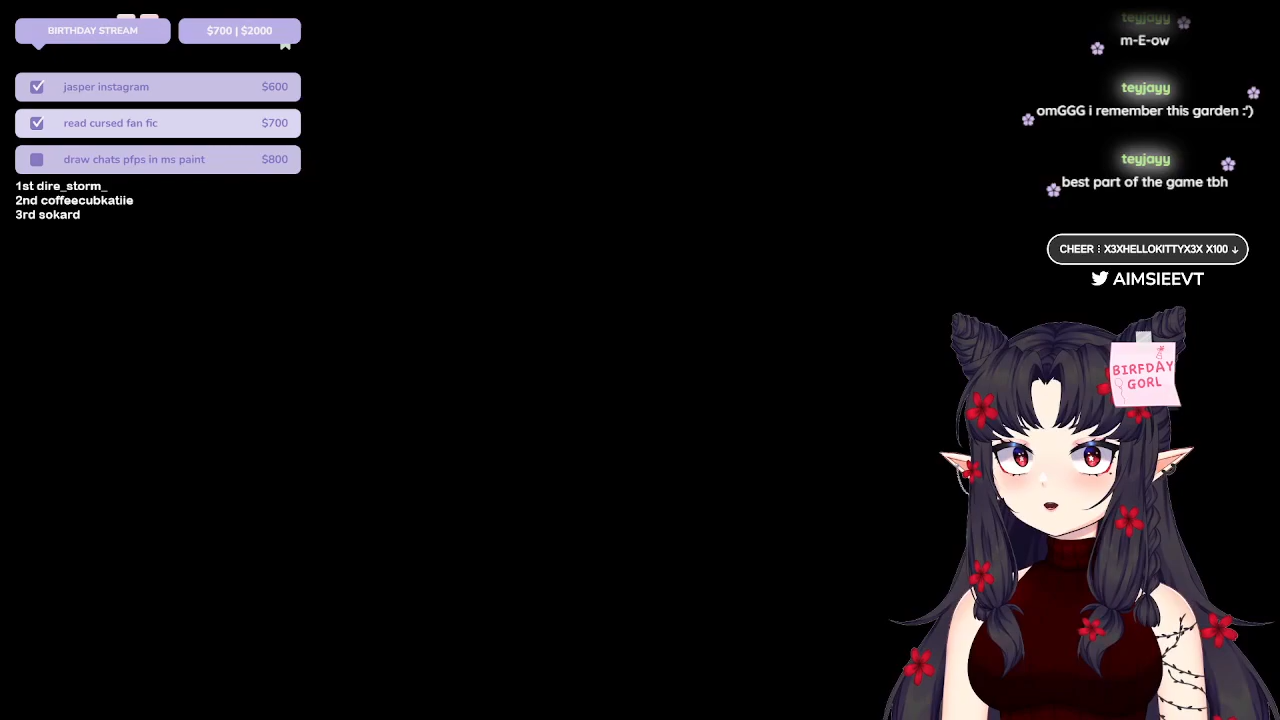 BIRTHDAY STREAM
$700 | $2000
jasper instagram $600
read cursed fan fic $700
draw chats pfps in ms paint $800
1st dire_storm_
2nd coffeecubkatiie
3rd sokard
teyjayy
m-E-ow
teyjayy
omGGG i remember this garden :')
teyjayy
best part of the game tbh
CHEER : X3XHELLOKITTYX3X X100 ↓
AIMSIEEVT
BIRFDAY
GORL